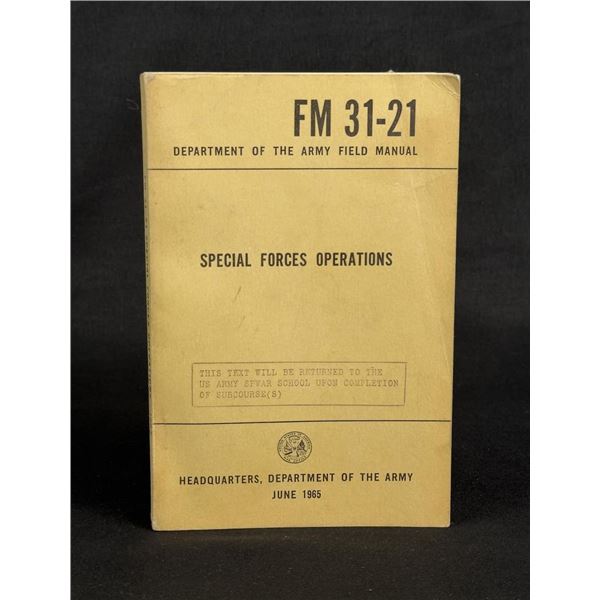 FM 31-21
DEPARTMENT OF THE ARMY FIELD MANUAL
SPECIAL FORCES OPERATIONS
THIS TEXT WILL BE RETURNED TO THE
US ARMY SPWAR SCHOOL UPON COMPLETION
OF SUBCOURSE(S)
HEADQUARTERS, DEPARTMENT OF THE ARMY
JUNE 1965